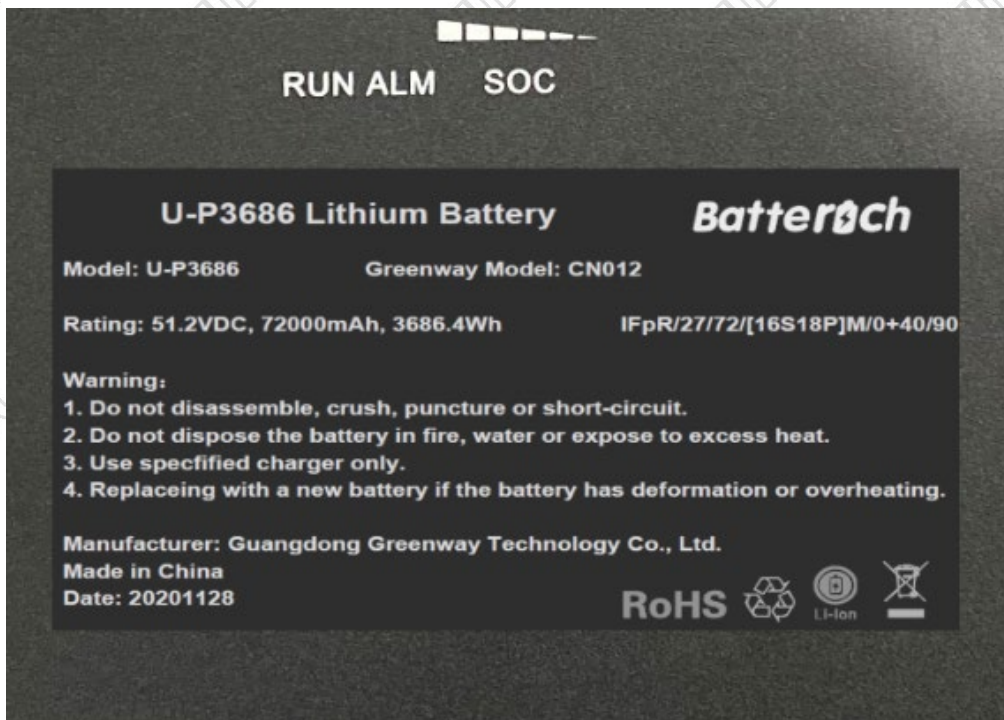 RUN ALM SOC
U-P3686 Lithium Battery Batterich
Model: U-P3686 Greenway Model: CN012
Rating: 51.2VDC, 72000mAh, 3686.4Wh IFpR/27/72/[16S18P]M/0+40/90
Warning:
1. Do not disassemble, crush, puncture or short-circuit.
2. Do not dispose the battery in fire, water or expose to excess heat.
3. Use specfified charger only.
4. Replaceing with a new battery if the battery has deformation or overheating.
Manufacturer: Guangdong Greenway Technology Co., Ltd.
Made in China
Date: 20201128
RoHS Li-Ion